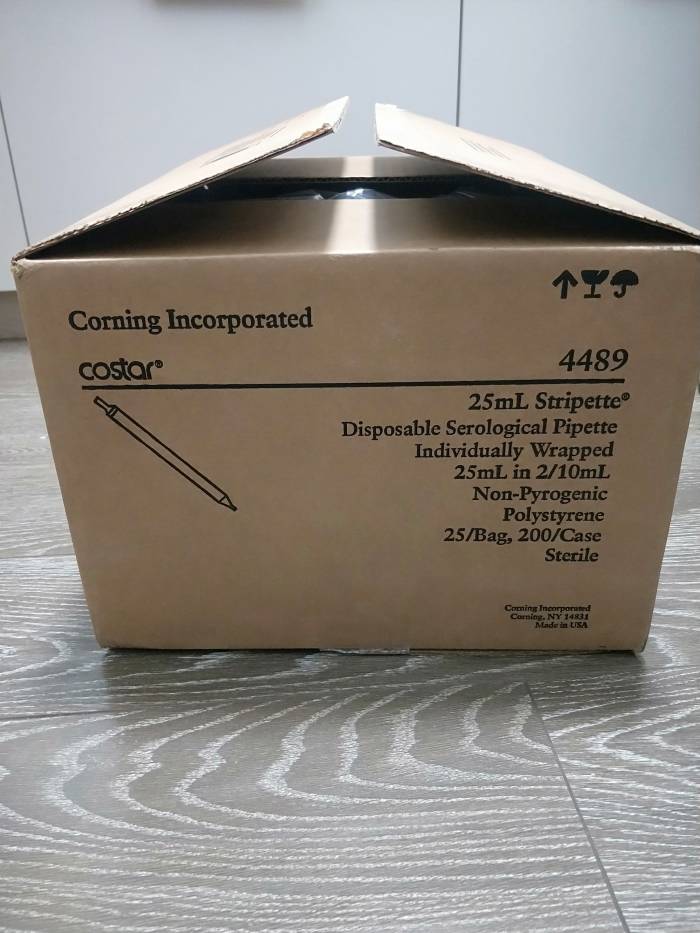 Corning Incorporated
costar®
4489
25mL Stripette®
Disposable Serological Pipette
Individually Wrapped
25mL in 2/10mL
Non-Pyrogenic
Polystyrene
25/Bag, 200/Case
Sterile
Corning Incorporated
Corning, NY 14831
Made in USA